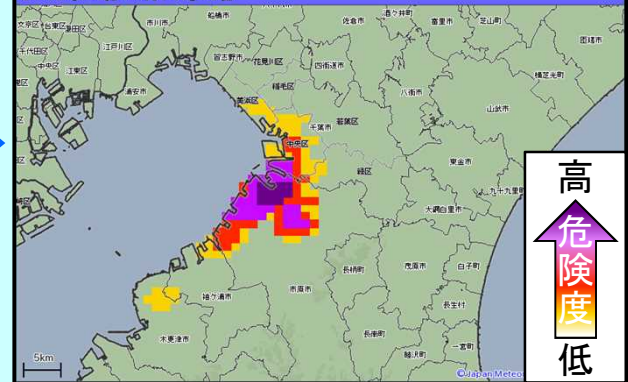 船橋市
佐倉市
酒々井町
富里市
芝山町
匝瑳市
文京区
台東区
墨田区
市川市
江戸川区
千代田区
中央区
江東区
浦安市
習志野市
花見川区
四街道市
稲毛区
八街市
横芝光町
美浜区
千葉市
若葉区
山武市
中央区
緑区
東金市
九十九里町
大網白里市
長柄町
茂原市
白子町
市原市
袖ケ浦市
長生村
木更津市
長南町
睦沢町
一宮町
5km
高
危険度
低